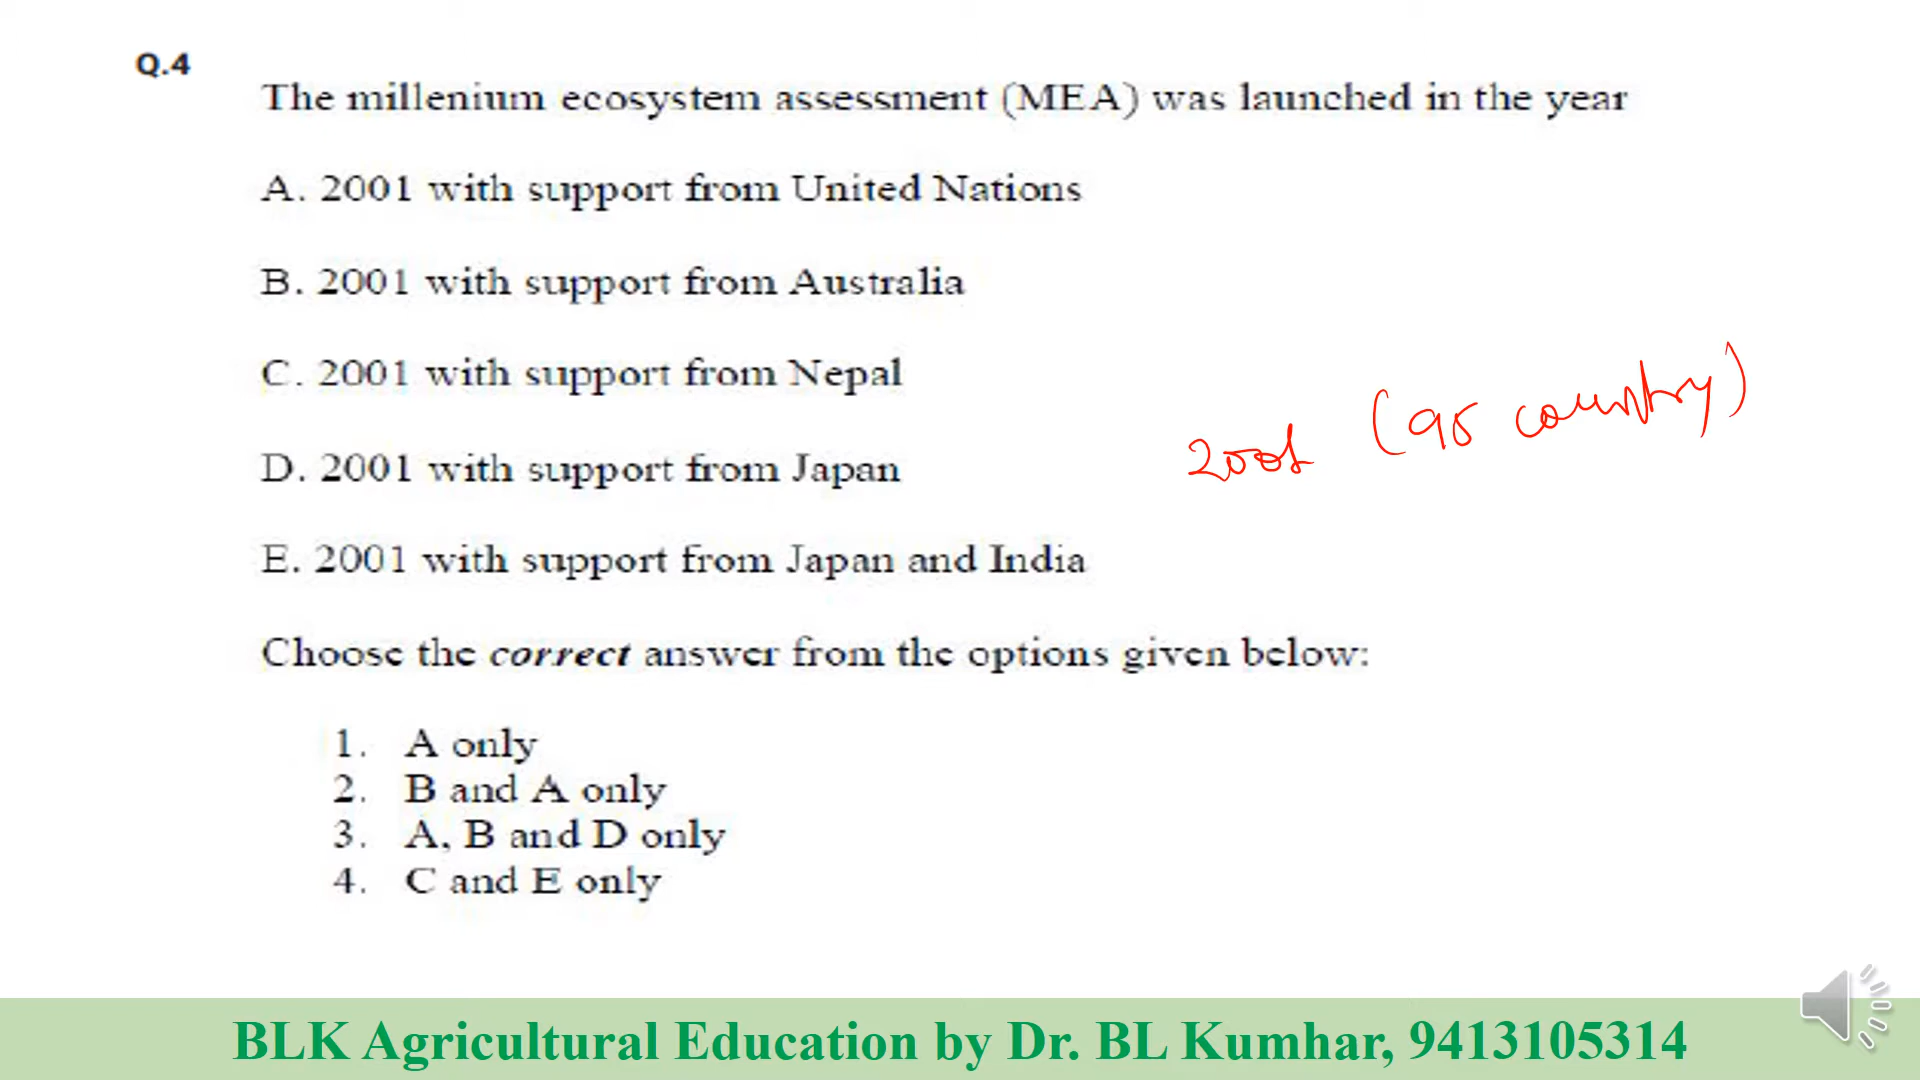 Q.4
The millenium ecosystem assessment (MEA) was launched in the year
A. 2001 with support from United Nations
B. 2001 with support from Australia
C. 2001 with support from Nepal
D. 2001 with support from Japan
E. 2001 with support from Japan and India
2001 (95 country)
Choose the correct answer from the options given below:
1. A only
2. B and A only
3. A, B and D only
4. C and E only
BLK Agricultural Education by Dr. BL Kumhar, 9413105314